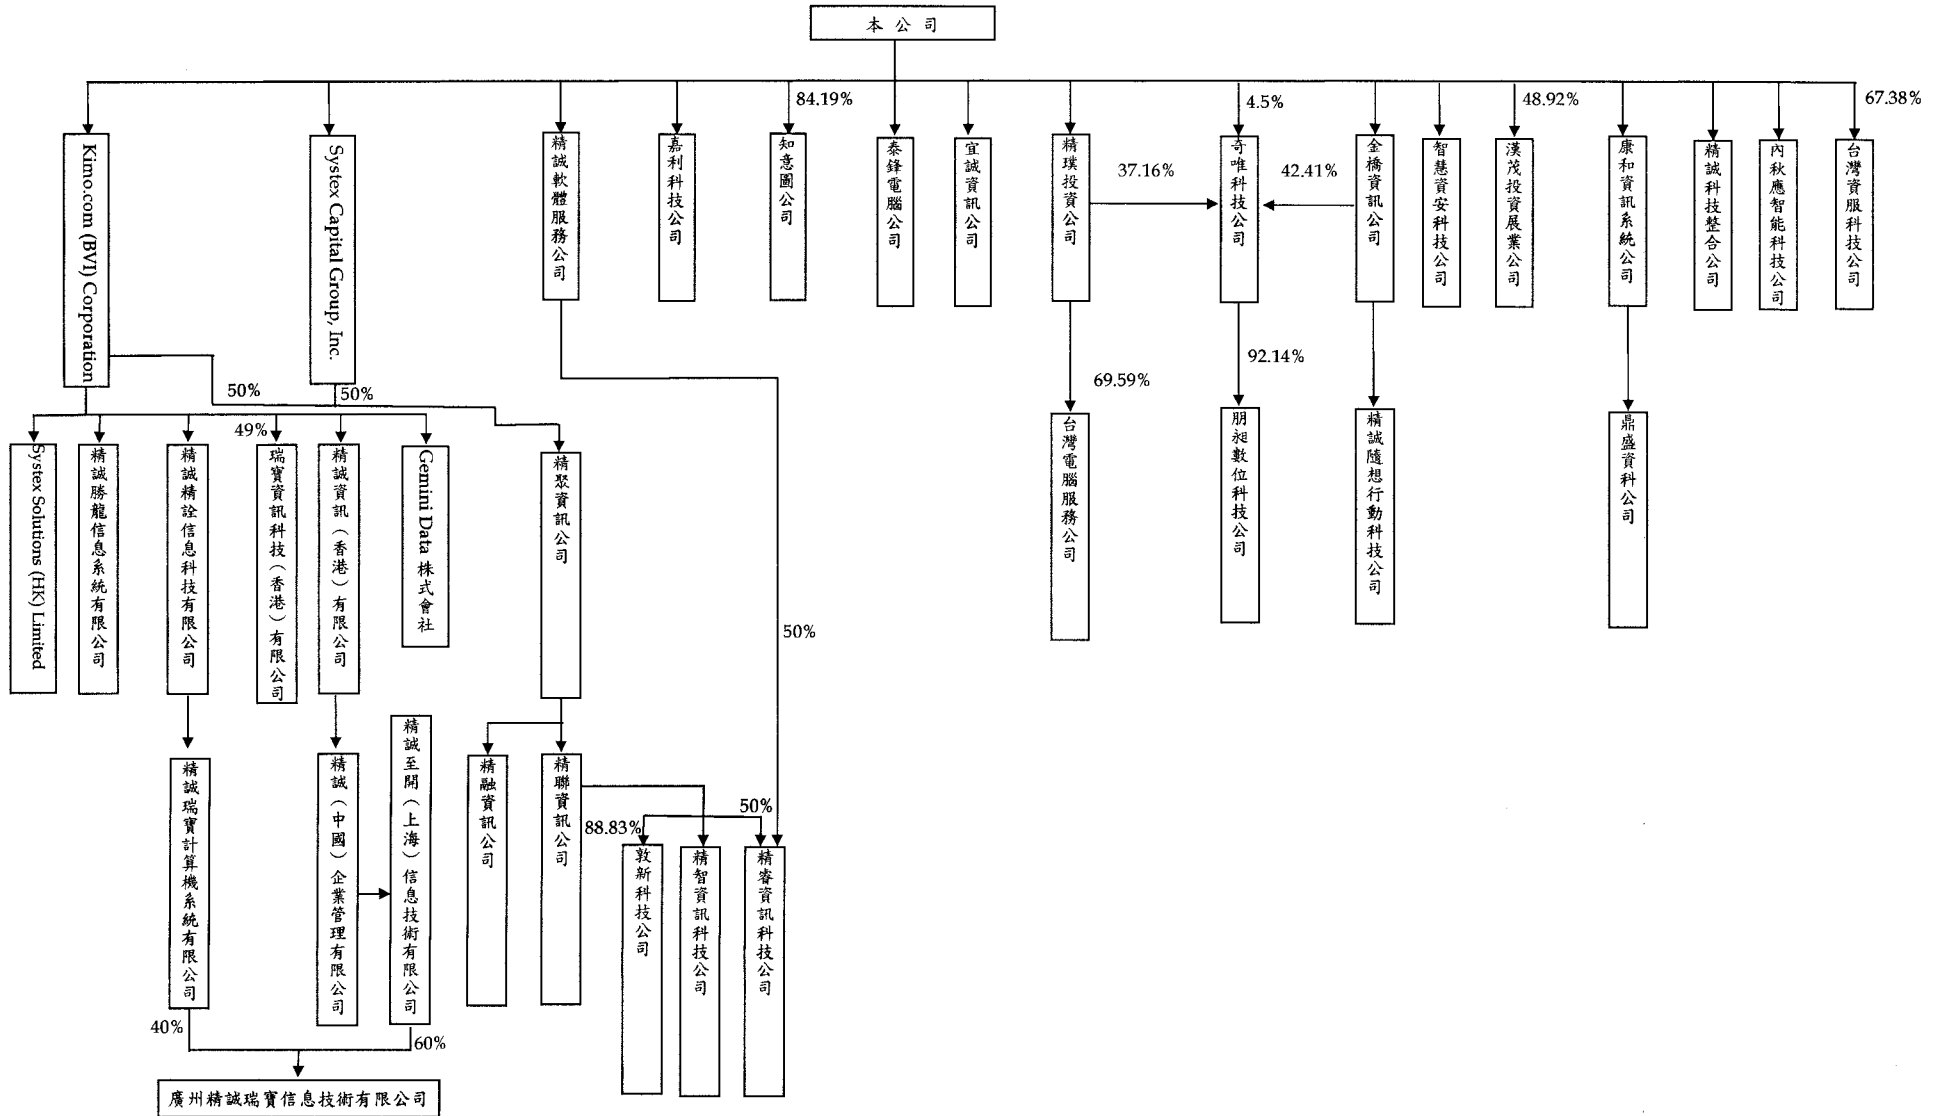 本公司
84.19%
4.5%
48.92%
67.38%
Kimo.com (BVI) Corporation
Systex Capital Group, Inc.
精誠軟體服務公司
嘉利科技公司
知意圖公司
泰鋒電腦公司
宜誠資訊公司
精璞投資公司
37.16%
奇唯科技公司
42.41%
金橋資訊公司
智慧資安科技公司
漢茂投資展業公司
康和資訊系統公司
精誠科技整合公司
內秋應智能科技公司
台灣資服科技公司
50%
50%
69.59%
92.14%
49%
Systex Solutions (HK) Limited
精誠勝龍信息系統有限公司
精誠精詮信息科技有限公司
瑞寶資訊科技(香港)有限公司
精誠資訊(香港)有限公司
Gemini Data 株式會社
精聚資訊公司
台灣電腦服務公司
朋昶數位科技公司
精誠隨想行動科技公司
鼎盛資科公司
50%
精誠瑞寶計算機系統有限公司
精誠(中國)企業管理有限公司
精誠至開(上海)信息技術有限公司
精融資訊公司
精聯資訊公司
88.83%
50%
敦新科技公司
精智資訊科技公司
精睿資訊科技公司
40%
60%
廣州精誠瑞寶信息技術有限公司